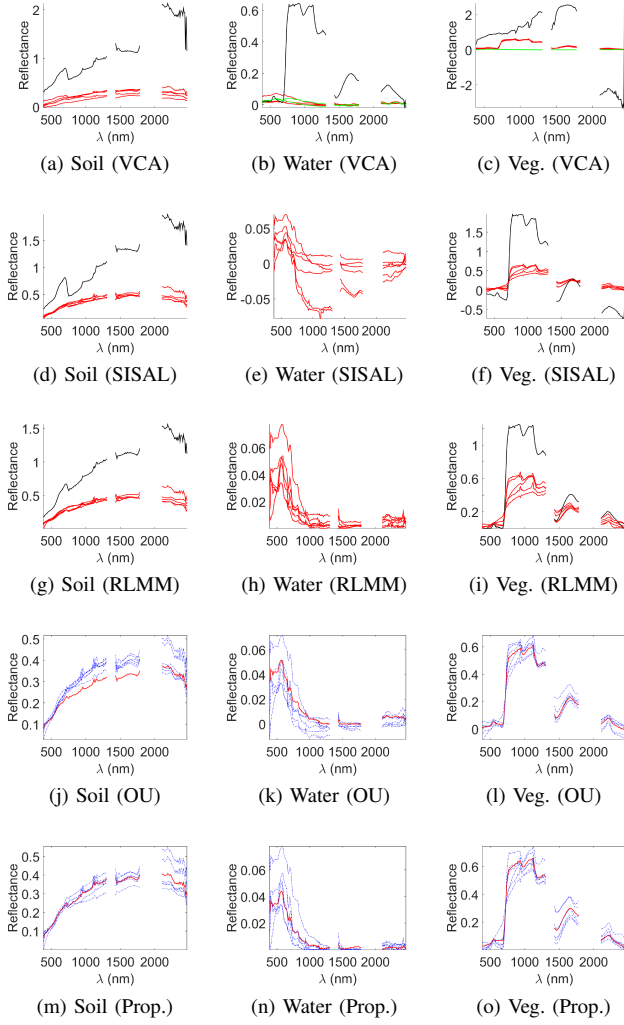 2
1
0
Reflectance
500 1000 1500 2000
λ (nm)
(a) Soil (VCA)
0.6
0.4
0.2
0
Reflectance
500 1000 1500 2000
λ (nm)
(b) Water (VCA)
2
0
-2
Reflectance
500 1000 1500 2000
λ (nm)
(c) Veg. (VCA)
1.5
1
0.5
Reflectance
500 1000 1500 2000
λ (nm)
(d) Soil (SISAL)
0.05
0
-0.05
Reflectance
500 1000 1500 2000
λ (nm)
(e) Water (SISAL)
1.5
1
0.5
0
-0.5
Reflectance
500 1000 1500 2000
λ (nm)
(f) Veg. (SISAL)
1.5
1
0.5
Reflectance
500 1000 1500 2000
λ (nm)
(g) Soil (RLMM)
0.06
0.04
0.02
Reflectance
500 1000 1500 2000
λ (nm)
(h) Water (RLMM)
1
0.6
0.2
0
Reflectance
500 1000 1500 2000
λ (nm)
(i) Veg. (RLMM)
0.5
0.4
0.3
0.2
0.1
Reflectance
500 1000 1500 2000
λ (nm)
(j) Soil (OU)
0.06
0.04
0.02
0
Reflectance
500 1000 1500 2000
λ (nm)
(k) Water (OU)
0.6
0.4
0.2
0
Reflectance
500 1000 1500 2000
λ (nm)
(l) Veg. (OU)
0.5
0.4
0.3
0.2
0.1
Reflectance
500 1000 1500 2000
λ (nm)
(m) Soil (Prop.)
0.06
0.04
0.02
0
Reflectance
500 1000 1500 2000
λ (nm)
(n) Water (Prop.)
0.6
0.4
0.2
Reflectance
500 1000 1500 2000
λ (nm)
(o) Veg. (Prop.)